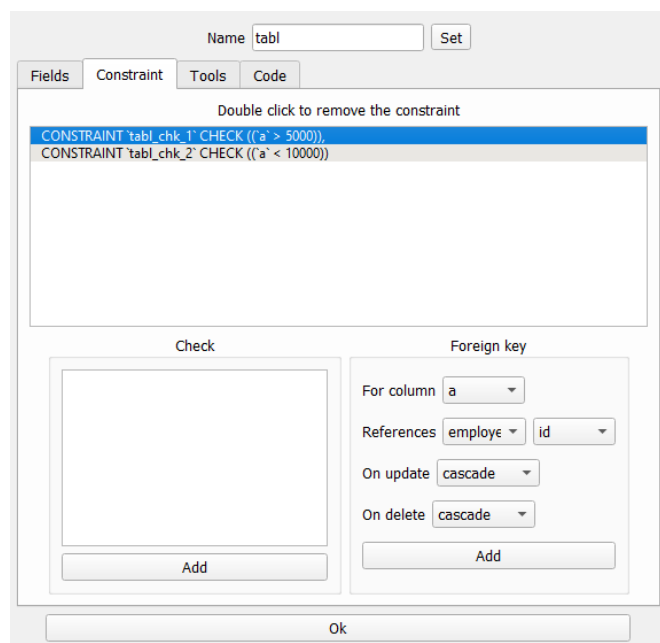 Name tabl Set
Fields Constraint Tools Code
Double click to remove the constraint
CONSTRAINT `tabl_chk_1` CHECK ((`a` > 5000)),
CONSTRAINT `tabl_chk_2` CHECK ((`a` < 10000))
Check
Add
Foreign key
For column a
References employe id
On update cascade
On delete cascade
Add
Ok